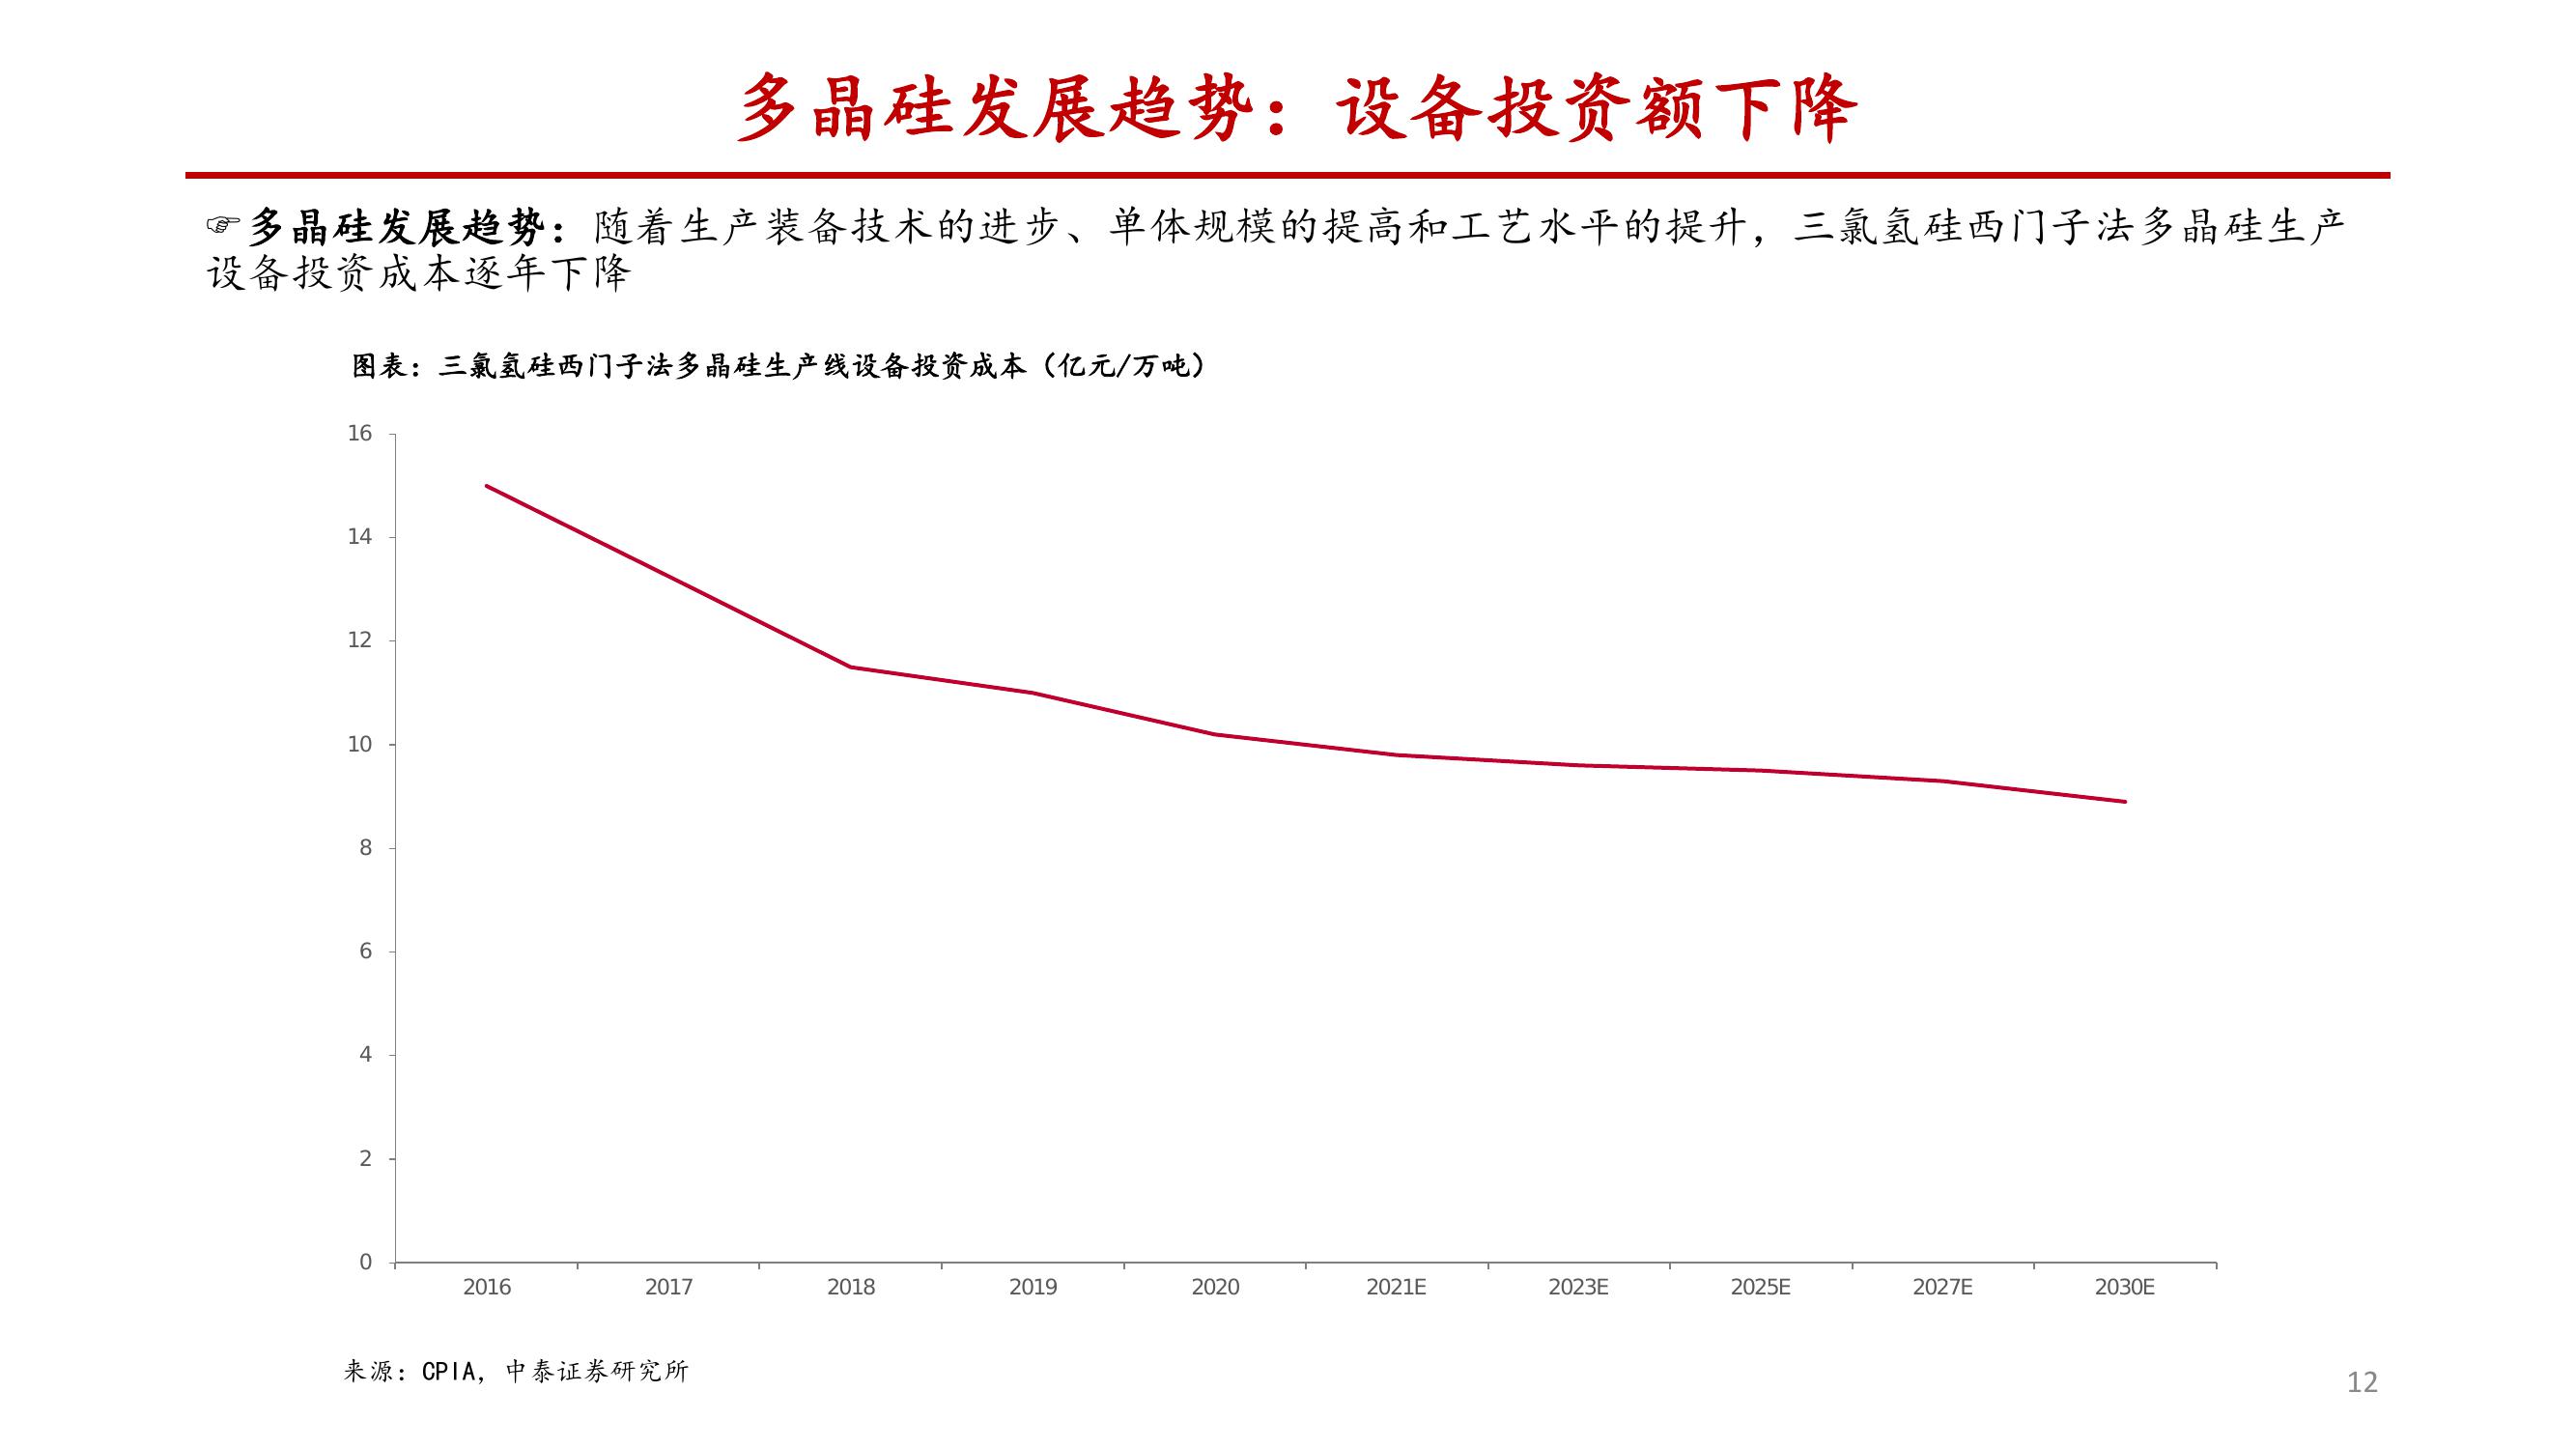 多晶硅发展趋势：设备投资额下降
☞多晶硅发展趋势：随着生产装备技术的进步、单体规模的提高和工艺水平的提升，三氯氢硅西门子法多晶硅生产
设备投资成本逐年下降
图表：三氯氢硅西门子法多晶硅生产线设备投资成本（亿元/万吨）
16
14
12
10
8
6
4
2
0
2016 2017 2018 2019 2020 2021E 2023E 2025E 2027E 2030E
来源：CPIA，中泰证券研究所
12